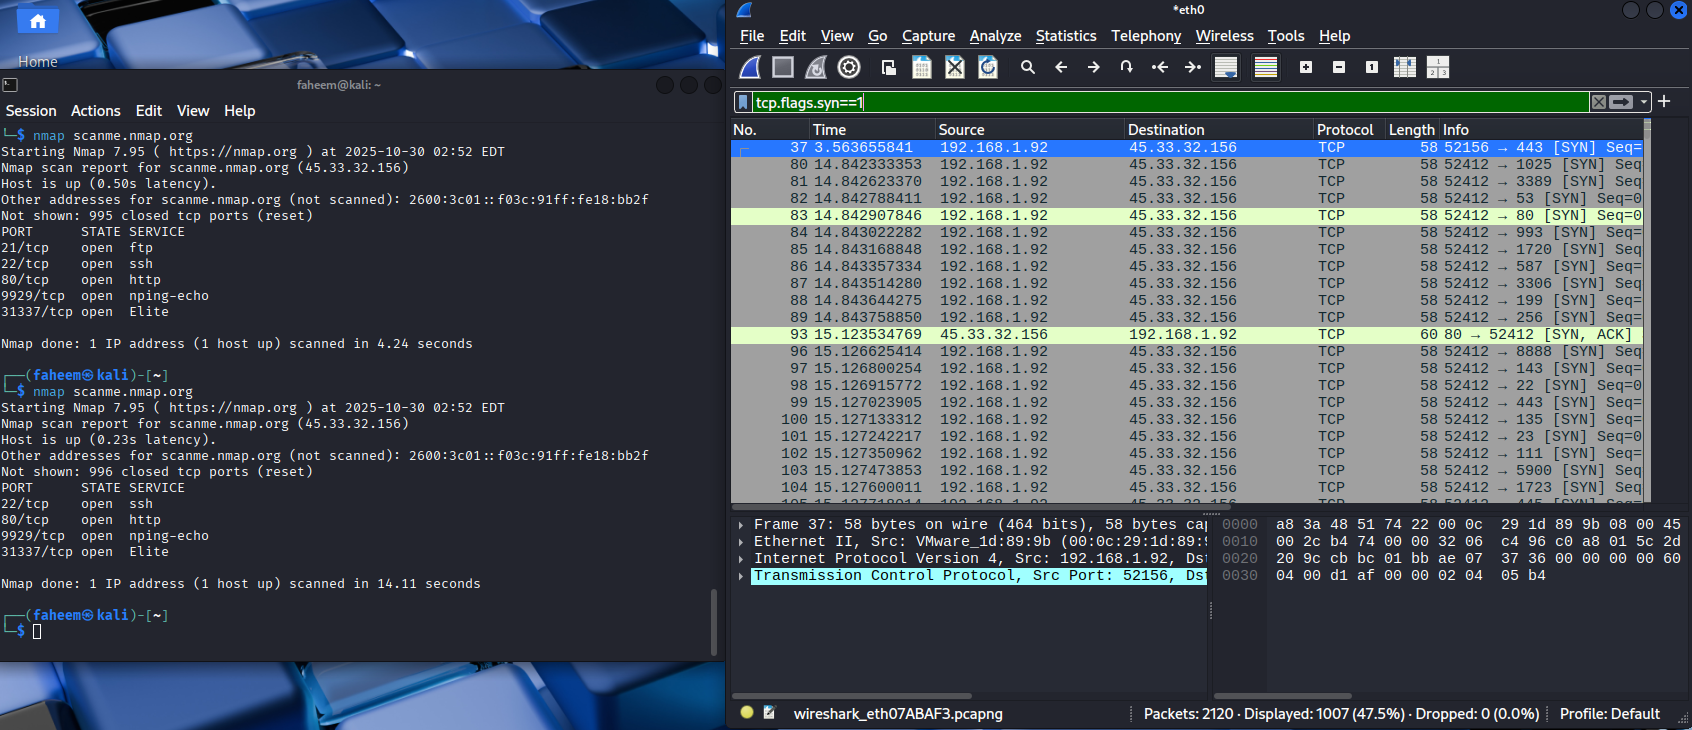 Home
faheem@kali: ~
Session Actions Edit View Help
└─$ nmap scanme.nmap.org
Starting Nmap 7.95 ( https://nmap.org ) at 2025-10-30 02:52 EDT
Nmap scan report for scanme.nmap.org (45.33.32.156)
Host is up (0.50s latency).
Other addresses for scanme.nmap.org (not scanned): 2600:3c01::f03c:91ff:fe18:bb2f
Not shown: 995 closed tcp ports (reset)
PORT STATE SERVICE
21/tcp open ftp
22/tcp open ssh
80/tcp open http
9929/tcp open nping-echo
31337/tcp open Elite
Nmap done: 1 IP address (1 host up) scanned in 4.24 seconds
┌──(faheem㉿kali)-[~]
└─$ nmap scanme.nmap.org
Starting Nmap 7.95 ( https://nmap.org ) at 2025-10-30 02:52 EDT
Nmap scan report for scanme.nmap.org (45.33.32.156)
Host is up (0.23s latency).
Other addresses for scanme.nmap.org (not scanned): 2600:3c01::f03c:91ff:fe18:bb2f
Not shown: 996 closed tcp ports (reset)
PORT STATE SERVICE
22/tcp open ssh
80/tcp open http
9929/tcp open nping-echo
31337/tcp open Elite
Nmap done: 1 IP address (1 host up) scanned in 14.11 seconds
┌──(faheem㉿kali)-[~]
└─$
*eth0
File Edit View Go Capture Analyze Statistics Telephony Wireless Tools Help
tcp.flags.syn==1
No. Time Source Destination Protocol Length Info
37 3.563655841 192.168.1.92 45.33.32.156 TCP 58 52156 → 443 [SYN] Seq=
80 14.842333353 192.168.1.92 45.33.32.156 TCP 58 52412 → 1025 [SYN] Seq
81 14.842623370 192.168.1.92 45.33.32.156 TCP 58 52412 → 3389 [SYN] Seq
82 14.842788411 192.168.1.92 45.33.32.156 TCP 58 52412 → 53 [SYN] Seq=0
83 14.842907846 192.168.1.92 45.33.32.156 TCP 58 52412 → 80 [SYN] Seq=0
84 14.843022282 192.168.1.92 45.33.32.156 TCP 58 52412 → 993 [SYN] Seq=
85 14.843168848 192.168.1.92 45.33.32.156 TCP 58 52412 → 1720 [SYN] Seq
86 14.843357334 192.168.1.92 45.33.32.156 TCP 58 52412 → 587 [SYN] Seq=
87 14.843514280 192.168.1.92 45.33.32.156 TCP 58 52412 → 3306 [SYN] Seq
88 14.843644275 192.168.1.92 45.33.32.156 TCP 58 52412 → 199 [SYN] Seq=
89 14.843758850 192.168.1.92 45.33.32.156 TCP 58 52412 → 256 [SYN] Seq=
93 15.123534769 45.33.32.156 192.168.1.92 TCP 60 80 → 52412 [SYN, ACK]
96 15.126625414 192.168.1.92 45.33.32.156 TCP 58 52412 → 8888 [SYN] Seq
97 15.126800254 192.168.1.92 45.33.32.156 TCP 58 52412 → 143 [SYN] Seq=
98 15.126915772 192.168.1.92 45.33.32.156 TCP 58 52412 → 22 [SYN] Seq=0
99 15.127023905 192.168.1.92 45.33.32.156 TCP 58 52412 → 443 [SYN] Seq=
100 15.127133312 192.168.1.92 45.33.32.156 TCP 58 52412 → 135 [SYN] Seq=
101 15.127242217 192.168.1.92 45.33.32.156 TCP 58 52412 → 23 [SYN] Seq=0
102 15.127350962 192.168.1.92 45.33.32.156 TCP 58 52412 → 111 [SYN] Seq=
103 15.127473853 192.168.1.92 45.33.32.156 TCP 58 52412 → 5900 [SYN] Seq
104 15.127600011 192.168.1.92 45.33.32.156 TCP 58 52412 → 1723 [SYN] Seq
Frame 37: 58 bytes on wire (464 bits), 58 bytes cap
Ethernet II, Src: VMware_1d:89:9b (00:0c:29:1d:89:9
Internet Protocol Version 4, Src: 192.168.1.92, Dst
Transmission Control Protocol, Src Port: 52156, Dst
0000 a8 3a 48 51 74 22 00 0c 29 1d 89 9b 08 00 45
0010 00 2c b4 74 00 00 32 06 c4 96 c0 a8 01 5c 2d
0020 20 9c cb bc 01 bb ae 07 37 36 00 00 00 00 60
0030 04 00 d1 af 00 00 02 04 05 b4
wireshark_eth07ABAF3.pcapng
Packets: 2120 · Displayed: 1007 (47.5%) · Dropped: 0 (0.0%)
Profile: Default